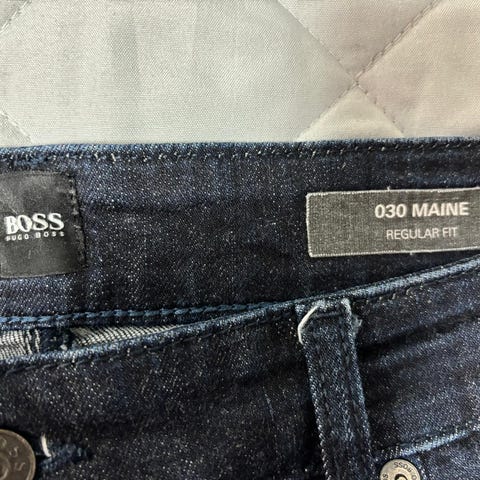 BOSS
HUGO BOSS
030 MAINE
REGULAR FIT